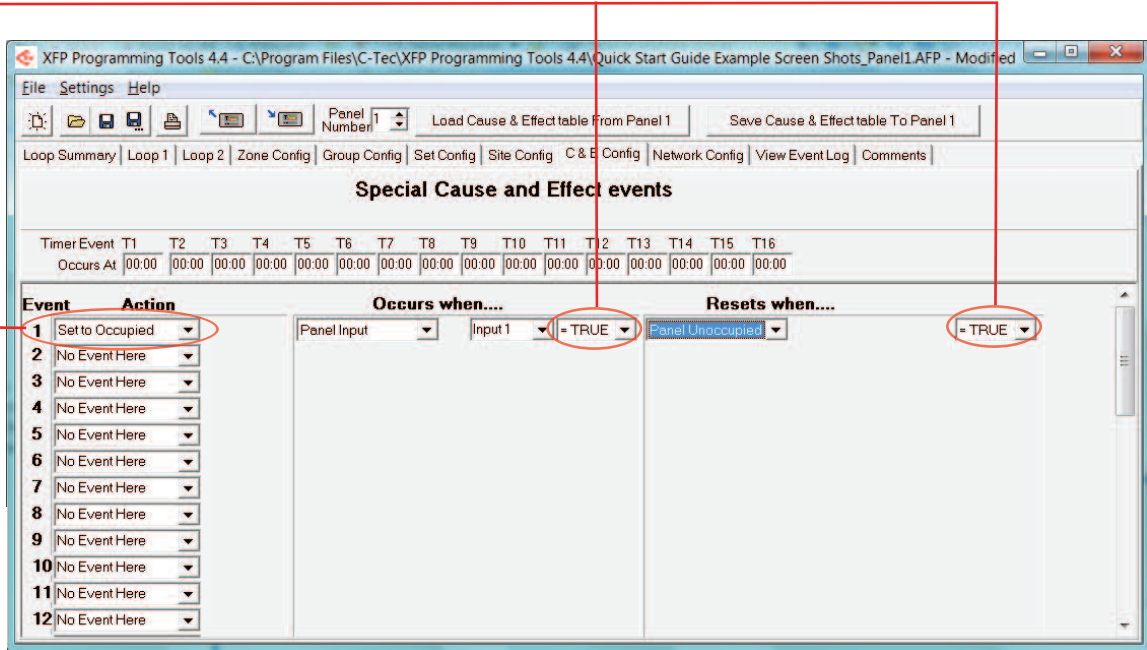 XFP Programming Tools 4.4 - C:\Program Files\C-Tec\XFP Programming Tools 4.4\Quick Start Guide Example Screen Shots_Panel1.AFP - Modified
File Settings Help
Panel Number 1 Load Cause & Effect table From Panel 1 Save Cause & Effect table To Panel 1
Loop Summary Loop 1 Loop 2 Zone Config Group Config Set Config Site Config C & E Config Network Config View Event Log Comments
Special Cause and Effect events
Timer Event T1 T2 T3 T4 T5 T6 T7 T8 T9 T10 T11 T12 T13 T14 T15 T16
Occurs At 00:00 00:00 00:00 00:00 00:00 00:00 00:00 00:00 00:00 00:00 00:00 00:00 00:00 00:00 00:00 00:00
Event Action Occurs when.... Resets when....
1 Set to Occupied Panel Input Input 1 = TRUE Panel Unoccupied = TRUE
2 No Event Here
3 No Event Here
4 No Event Here
5 No Event Here
6 No Event Here
7 No Event Here
8 No Event Here
9 No Event Here
10 No Event Here
11 No Event Here
12 No Event Here